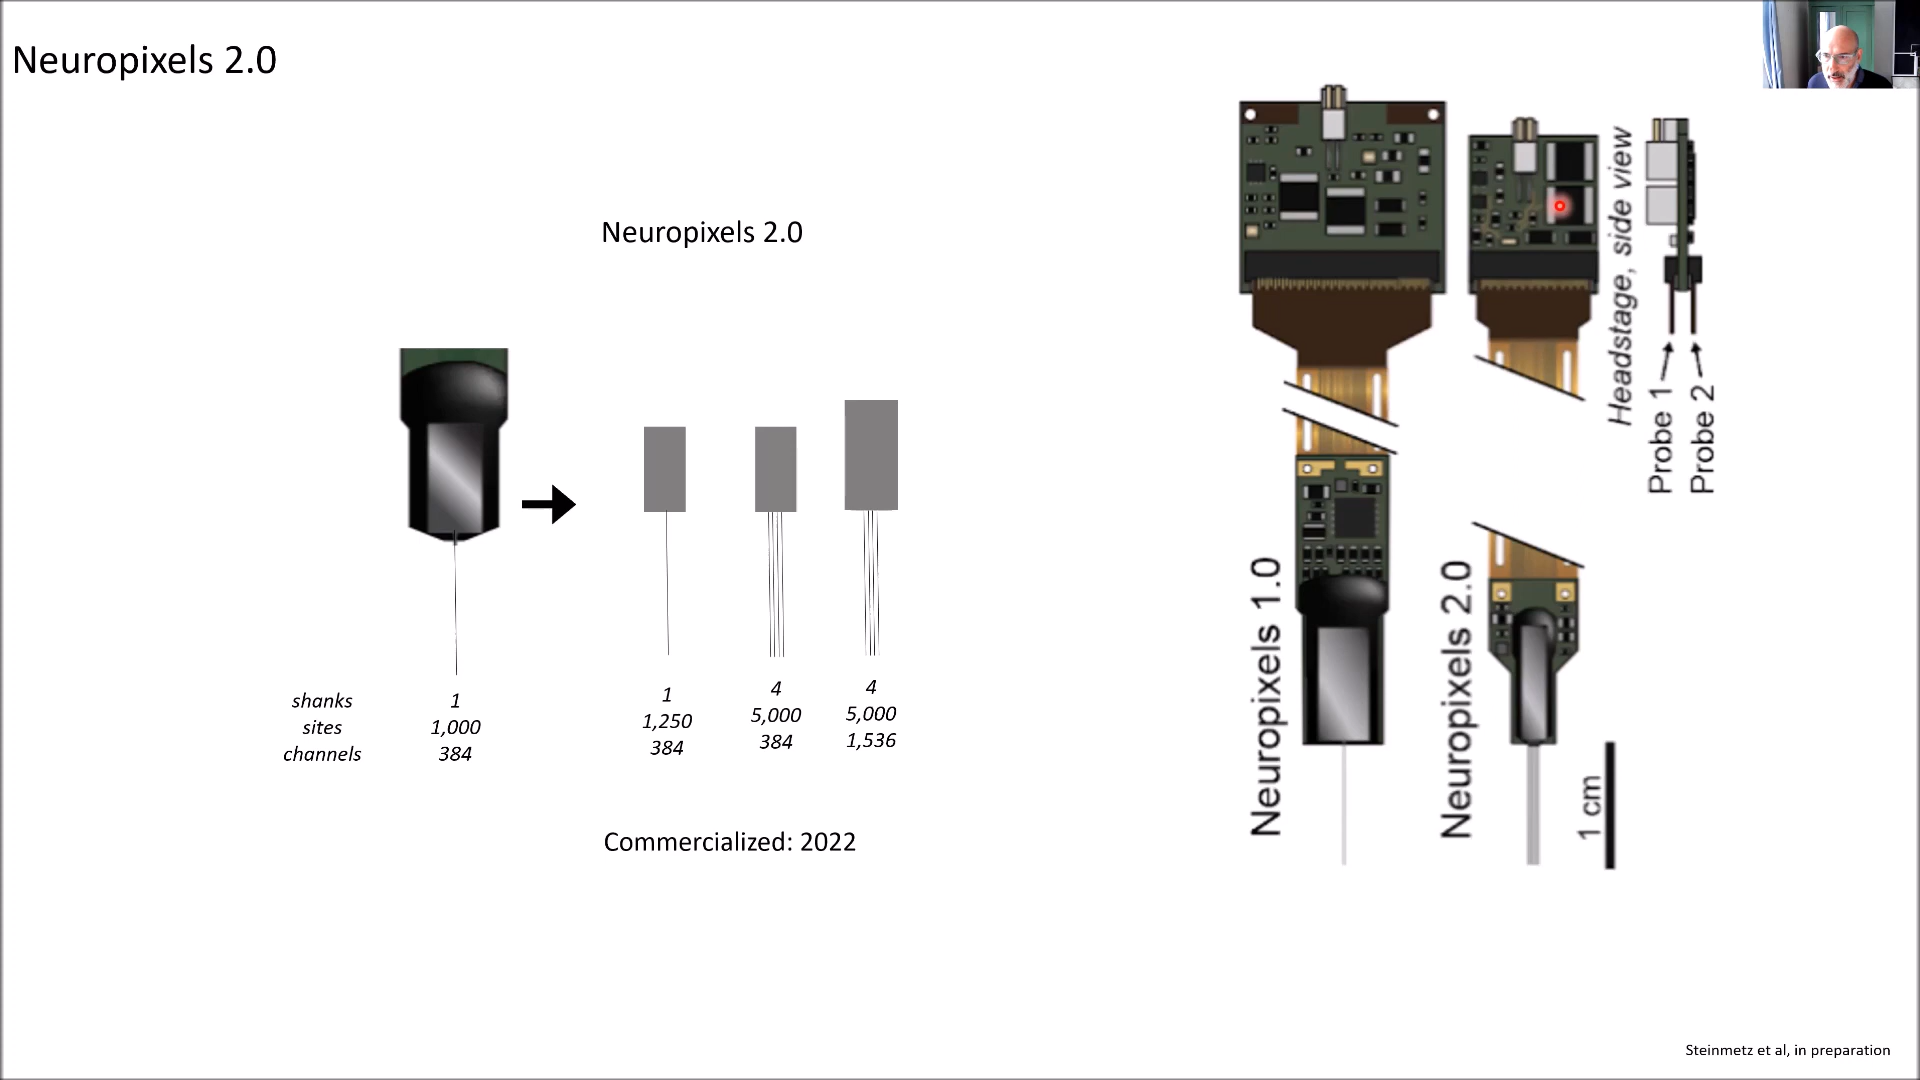 Neuropixels 2.0
Neuropixels 2.0
shanks 1 1 4 4
sites 1,000 1,250 5,000 5,000
channels 384 384 384 1,536
Commercialized: 2022
Neuropixels 1.0
Neuropixels 2.0
Headstage, side view
Probe 1
Probe 2
1 cm
Steinmetz et al, in preparation